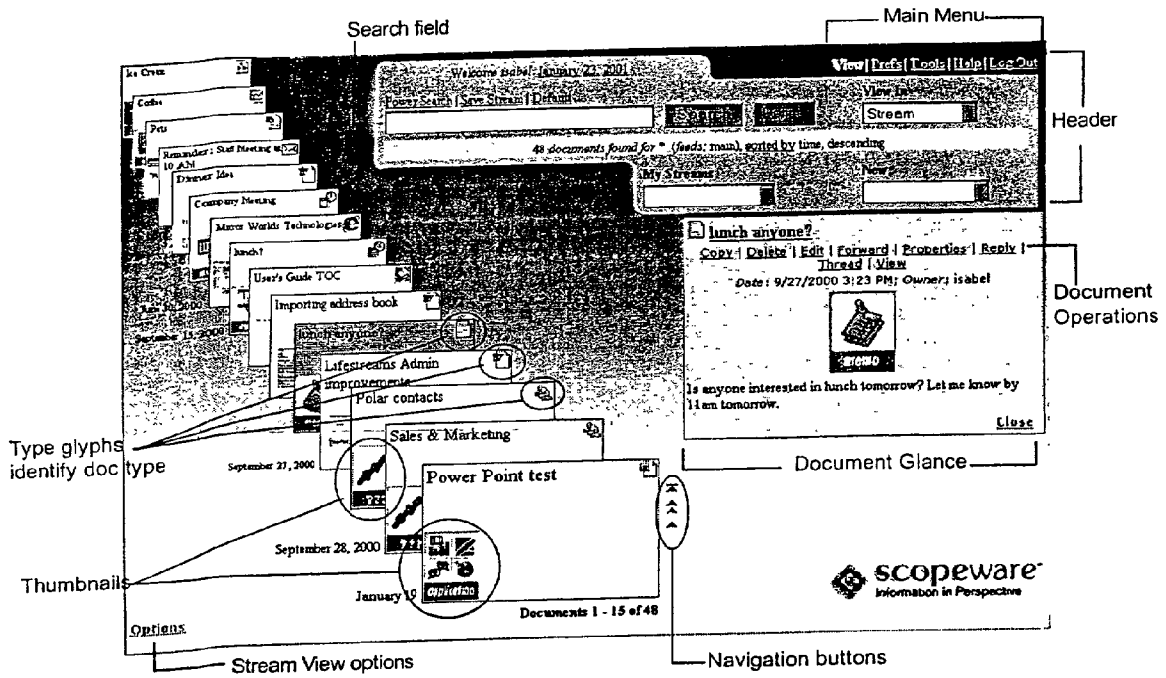 Search field
Main Menu
Welcome isabel: January 23, 2001
View | Prefs | Tools | Help | Log Out
Power Search | Save Stream | Default
View In:
Stream
Header
48 documents found for * (feeds: main), sorted by time, descending
My Streams
New
Coffee
Pets
Reminder: Staff Meeting
10 AM
Dinner Idea
Company Meeting
Mirror Worlds Technologies
lunch?
User's Guide TOC
Importing address book
lunch anyone?
Lifestreams Admin
improvements
Polar contacts
Sales & Marketing
Power Point test
lunch anyone?
Copy | Delete | Edit | Forward | Properties | Reply |
Thread | View
Date: 9/27/2000 3:23 PM; Owner: isabel
memo
Is anyone interested in lunch tomorrow? Let me know by
11am tomorrow.
Close
Document
Operations
Document Glance
Type glyphs
identify doc type
September 27, 2000
September 28, 2000
January 19
Thumbnails
Documents 1 - 15 of 48
scopeware
Information in Perspective
Options
Stream View options
Navigation buttons